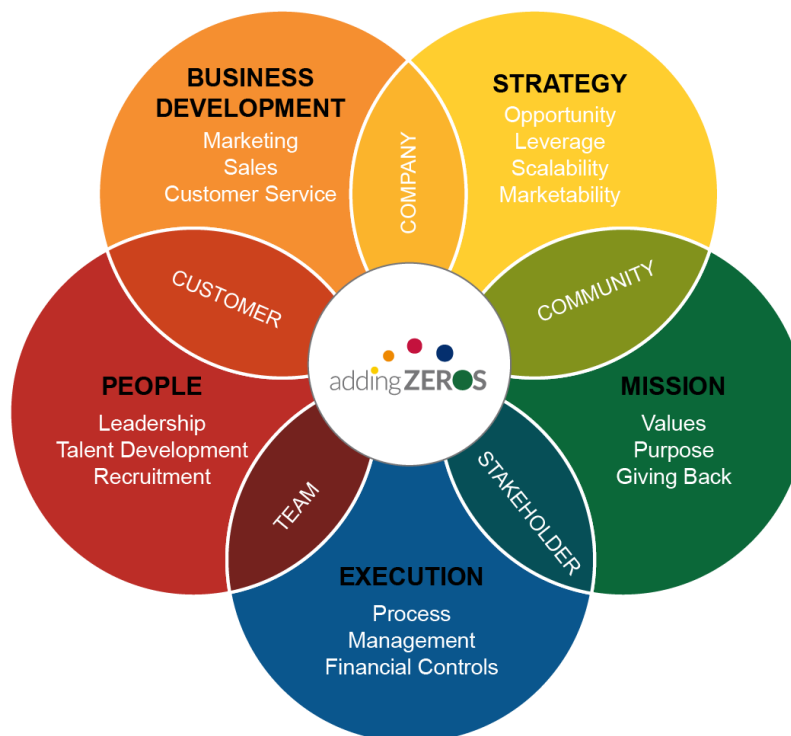 BUSINESS
DEVELOPMENT
Marketing
Sales
Customer Service
STRATEGY
Opportunity
Leverage
Scalability
Marketability
COMPANY
CUSTOMER
COMMUNITY
addingZEROS
PEOPLE
Leadership
Talent Development
Recruitment
MISSION
Values
Purpose
Giving Back
TEAM
STAKEHOLDER
EXECUTION
Process
Management
Financial Controls